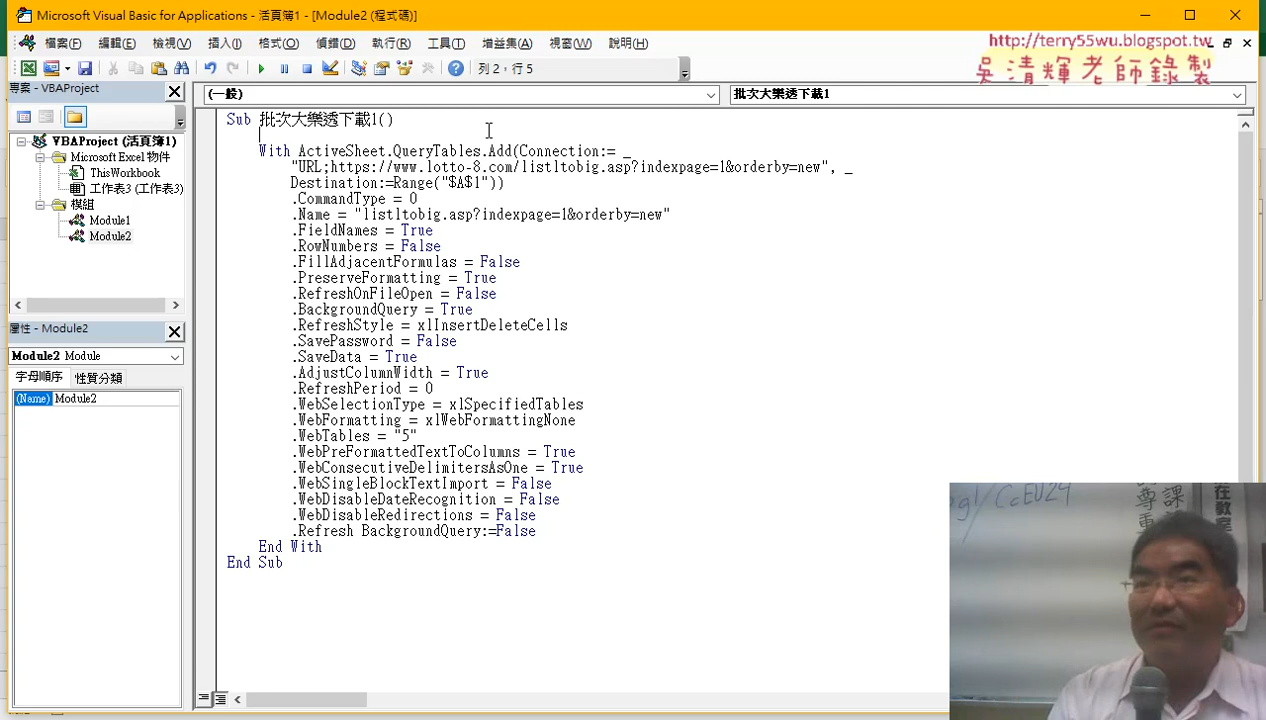 Microsoft Visual Basic for Applications - 活頁簿1 - [Module2 (程式碼)]
http://terry55wu.blogspot.tw
吳清輝老師錄製
檔案(F) 編輯(E) 檢視(V) 插入(I) 格式(O) 偵錯(D) 執行(R) 工具(T) 增益集(A) 視窗(W) 說明(H)
列 2，行 5
專案 - VBAProject
(一般)
批次大樂透下載1
VBAProject (活頁簿1)
Microsoft Excel 物件
ThisWorkbook
工作表3 (工作表3)
模組
Module1
Module2
屬性 - Module2
Module2 Module
字母順序 性質分類
(Name) Module2
Sub 批次大樂透下載1()
With ActiveSheet.QueryTables.Add(Connection:= _
"URL;https://www.lotto-8.com/listltobig.asp?indexpage=1&orderby=new", _
Destination:=Range("$A$1"))
.CommandType = 0
.Name = "listltobig.asp?indexpage=1&orderby=new"
.FieldNames = True
.RowNumbers = False
.FillAdjacentFormulas = False
.PreserveFormatting = True
.RefreshOnFileOpen = False
.BackgroundQuery = True
.RefreshStyle = xlInsertDeleteCells
.SavePassword = False
.SaveData = True
.AdjustColumnWidth = True
.RefreshPeriod = 0
.WebSelectionType = xlSpecifiedTables
.WebFormatting = xlWebFormattingNone
.WebTables = "5"
.WebPreFormattedTextToColumns = True
.WebConsecutiveDelimitersAsOne = True
.WebSingleBlockTextImport = False
.WebDisableDateRecognition = False
.WebDisableRedirections = False
.Refresh BackgroundQuery:=False
End With
End Sub